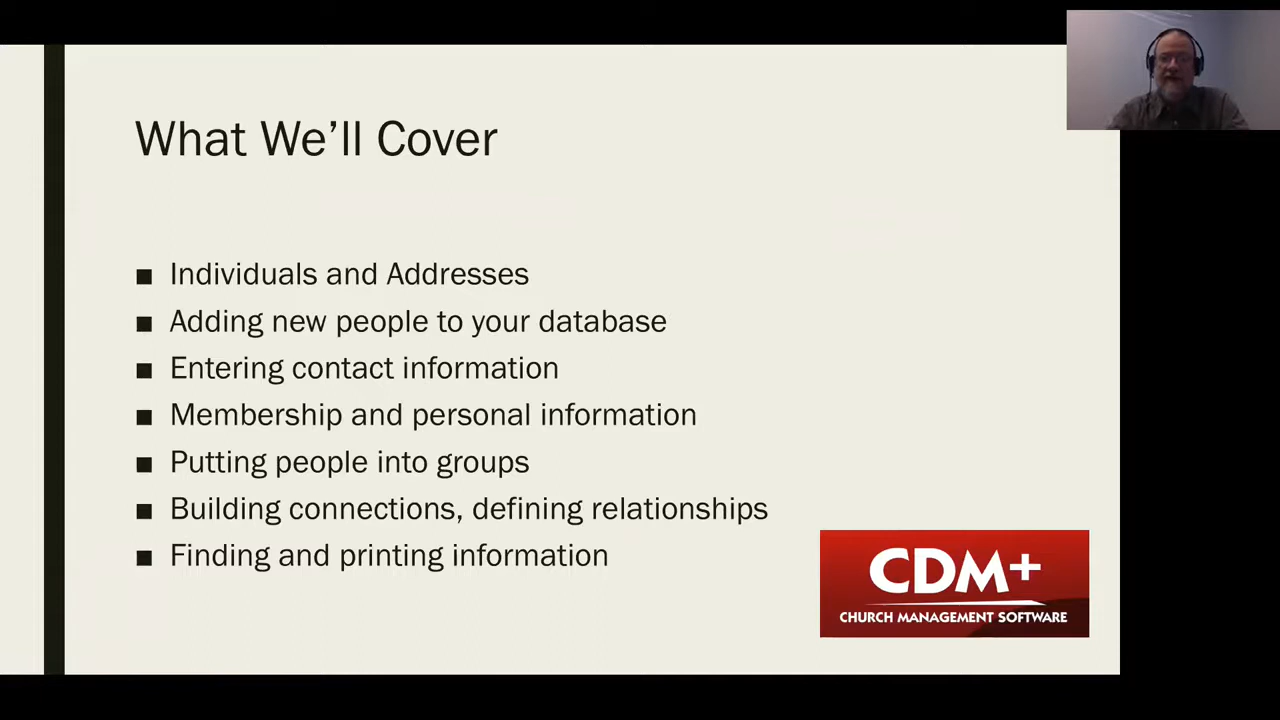 What We’ll Cover
■ Individuals and Addresses
■ Adding new people to your database
■ Entering contact information
■ Membership and personal information
■ Putting people into groups
■ Building connections, defining relationships
■ Finding and printing information
CDM+
CHURCH MANAGEMENT SOFTWARE